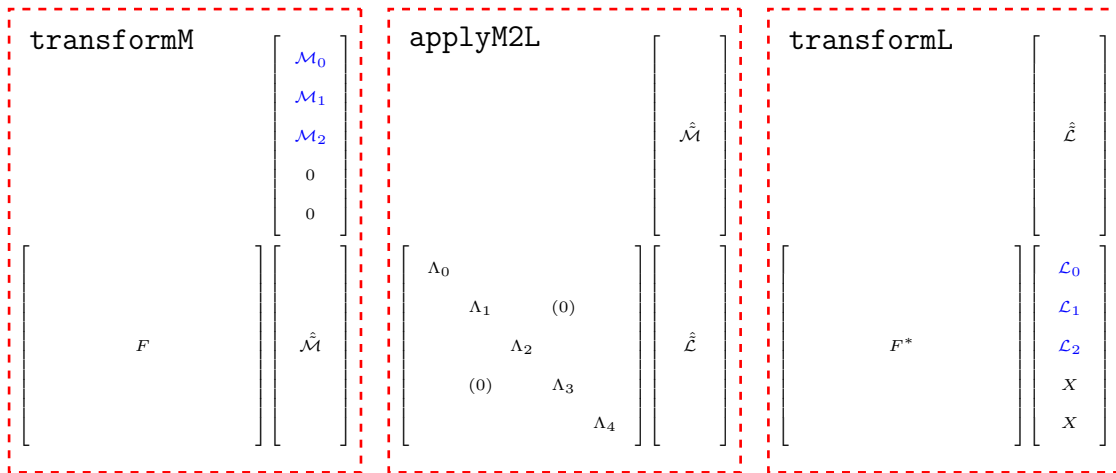 transformM
ℳ₀
ℳ₁
ℳ₂
0
0
F
ℳ̃̂
applyM2L
ℳ̃̂
Λ₀
Λ₁ (0)
Λ₂
(0) Λ₃
Λ₄
ℒ̃̂
transformL
ℒ̃̂
F*
ℒ₀
ℒ₁
ℒ₂
X
X